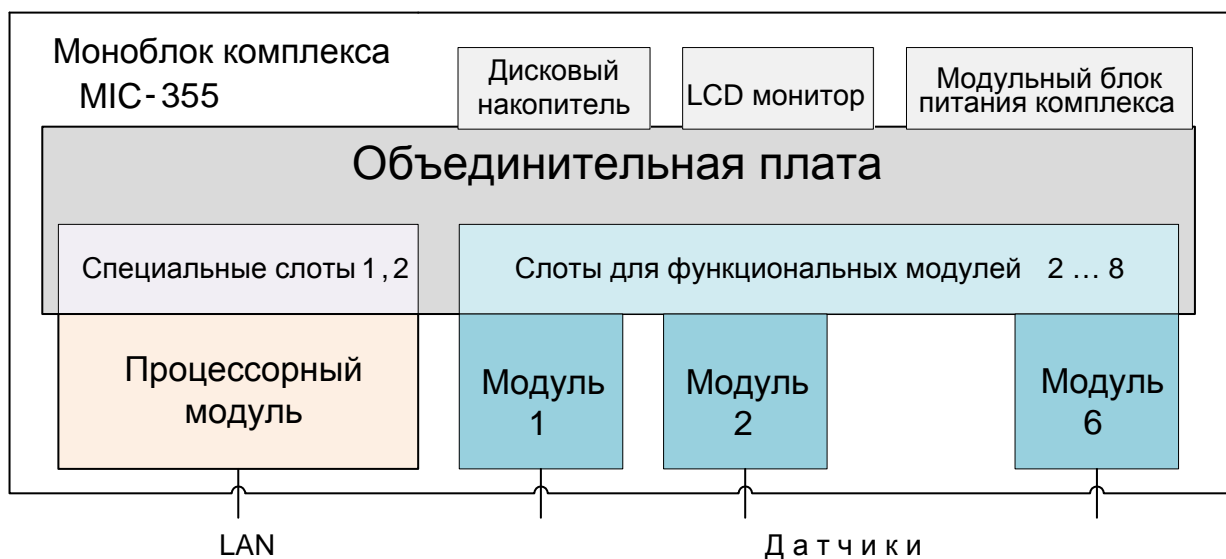 Моноблок комплекса
MIC-355
Дисковый
накопитель
LCD монитор
Модульный блок
питания комплекса
Объединительная плата
Специальные слоты 1 , 2
Слоты для функциональных модулей 2 ... 8
Процессорный
модуль
Модуль
1
Модуль
2
Модуль
6
LAN
Д а т ч и к и